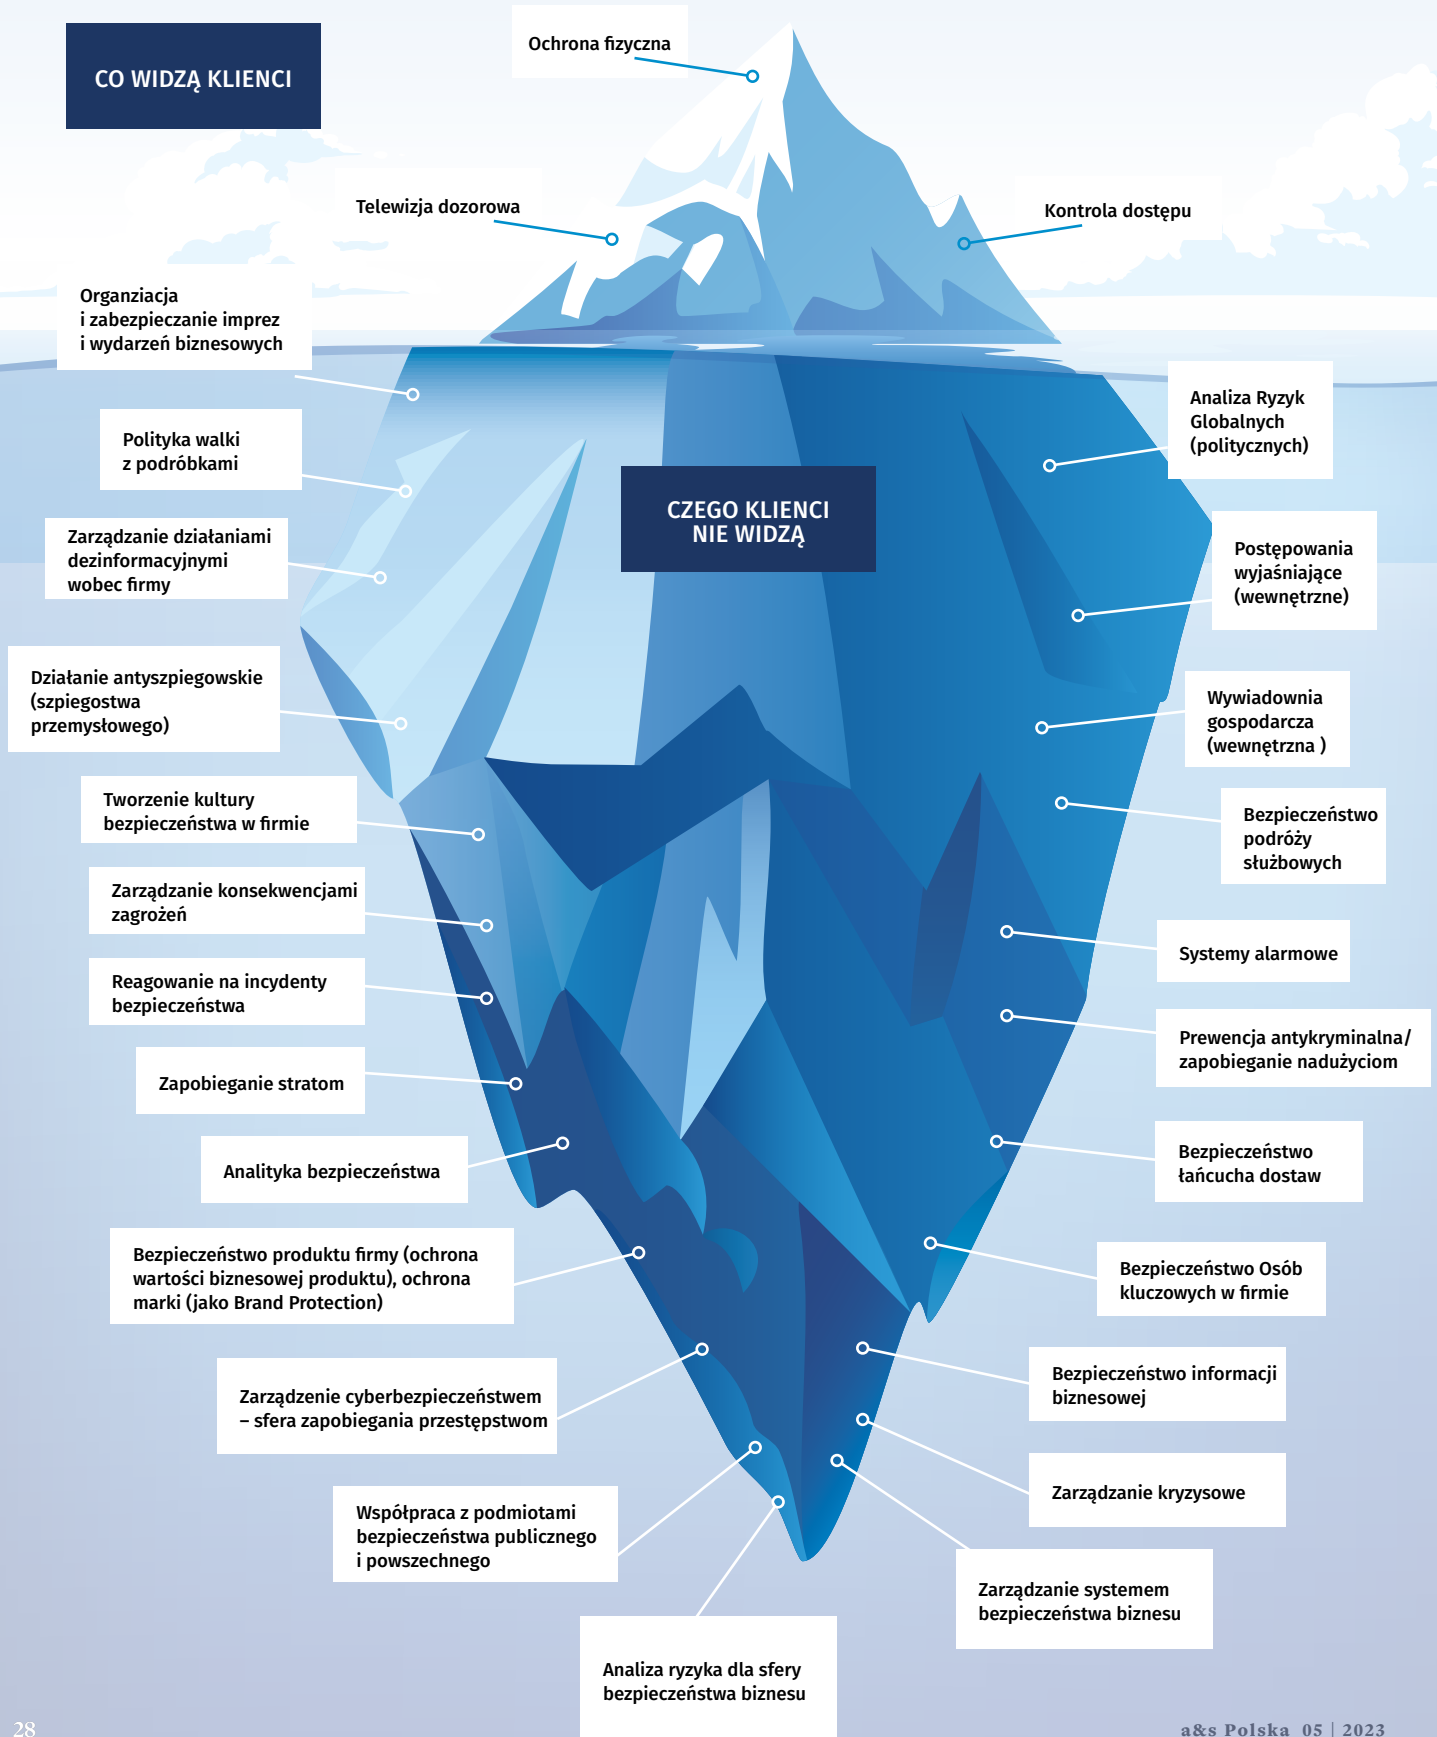 CO WIDZĄ KLIENCI
Ochrona fizyczna
Telewizja dozorowa
Kontrola dostępu
Organziacja
i zabezpieczanie imprez
i wydarzeń biznesowych
Polityka walki
z podróbkami
Zarządzanie działaniami
dezinformacyjnymi
wobec firmy
Działanie antyszpiegowskie
(szpiegostwa
przemysłowego)
Tworzenie kultury
bezpieczeństwa w firmie
Zarządzanie konsekwencjami
zagrożeń
Reagowanie na incydenty
bezpieczeństwa
Zapobieganie stratom
Analityka bezpieczeństwa
Bezpieczeństwo produktu firmy (ochrona
wartości biznesowej produktu), ochrona
marki (jako Brand Protection)
Zarządzenie cyberbezpieczeństwem
– sfera zapobiegania przestępstwom
Współpraca z podmiotami
bezpieczeństwa publicznego
i powszechnego
Analiza ryzyka dla sfery
bezpieczeństwa biznesu
CZEGO KLIENCI
NIE WIDZĄ
Analiza Ryzyk
Globalnych
(politycznych)
Postępowania
wyjaśniające
(wewnętrzne)
Wywiadownia
gospodarcza
(wewnętrzna )
Bezpieczeństwo
podróży
służbowych
Systemy alarmowe
Prewencja antykryminalna/
zapobieganie nadużyciom
Bezpieczeństwo
łańcucha dostaw
Bezpieczeństwo Osób
kluczowych w firmie
Bezpieczeństwo informacji
biznesowej
Zarządzanie kryzysowe
Zarządzanie systemem
bezpieczeństwa biznesu
28
a&s Polska 05 | 2023